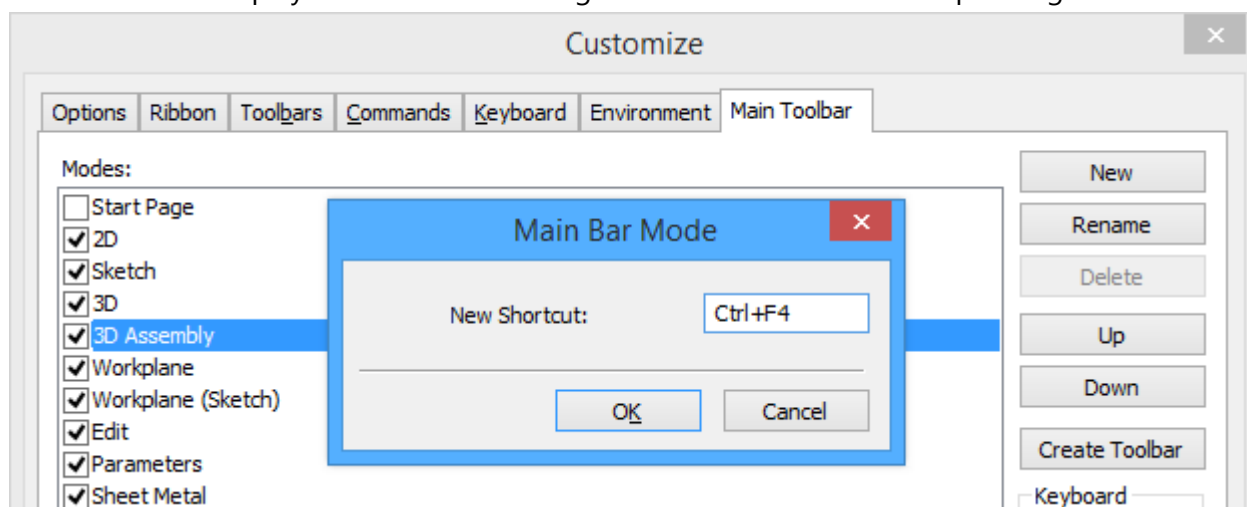 Customize
Options Ribbon Toolbars Commands Keyboard Environment Main Toolbar
Modes:
Start Page
2D
Sketch
3D
3D Assembly
Workplane
Workplane (Sketch)
Edit
Parameters
Sheet Metal
Main Bar Mode
New Shortcut: Ctrl+F4
OK Cancel
New
Rename
Delete
Up
Down
Create Toolbar
Keyboard